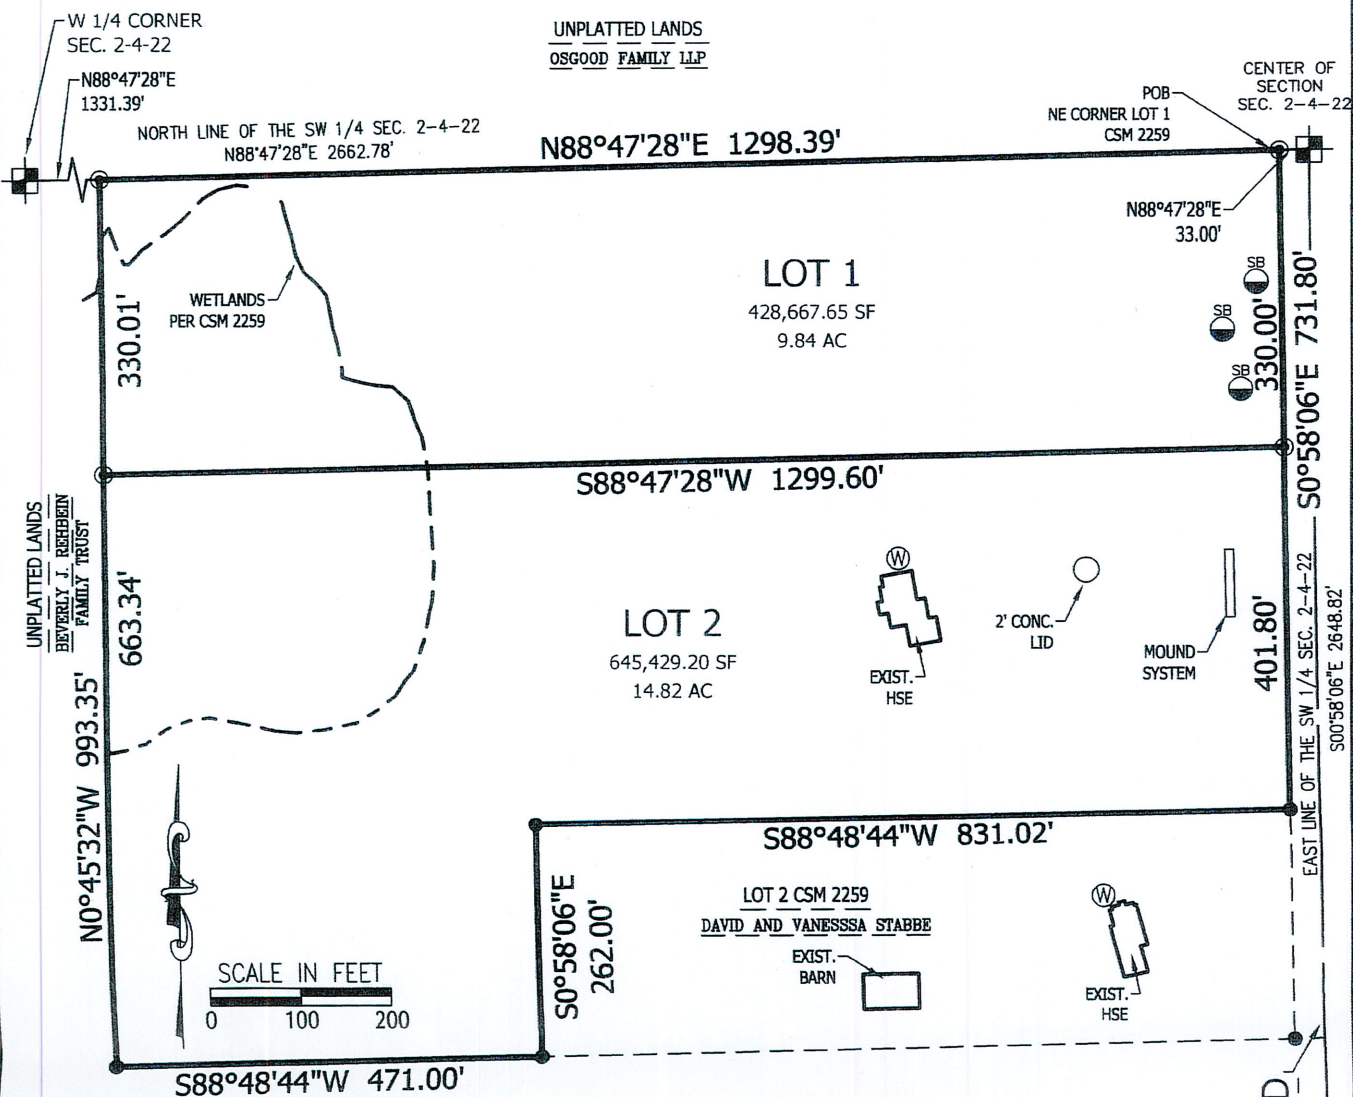 W 1/4 CORNER
SEC. 2-4-22
N88°47'28"E
1331.39'
UNPLATTED LANDS
OSGOOD FAMILY LLP
CENTER OF
SECTION
SEC. 2-4-22
POB
NE CORNER LOT 1
CSM 2259
NORTH LINE OF THE SW 1/4 SEC. 2-4-22
N88°47'28"E 2662.78'
N88°47'28"E 1298.39'
N88°47'28"E
33.00'
WETLANDS
PER CSM 2259
330.01'
LOT 1
428,667.65 SF
9.84 AC
SB
SB
SB
330.00'
S0°58'06"E 731.80'
S88°47'28"W 1299.60'
UNPLATTED LANDS
BEVERLY J. REHBEIN
FAMILY TRUST
663.34'
N0°45'32"W 993.35'
LOT 2
645,429.20 SF
14.82 AC
W
EXIST.
HSE
2' CONC.
LID
MOUND
SYSTEM
401.80'
EAST LINE OF THE SW 1/4 SEC. 2-4-22
S00°58'06"E 2648.82'
S88°48'44"W 831.02'
S0°58'06"E
262.00'
LOT 2 CSM 2259
DAVID AND VANESSSA STABBE
EXIST.
BARN
W
EXIST.
HSE
SCALE IN FEET
0 100 200
S88°48'44"W 471.00'
D